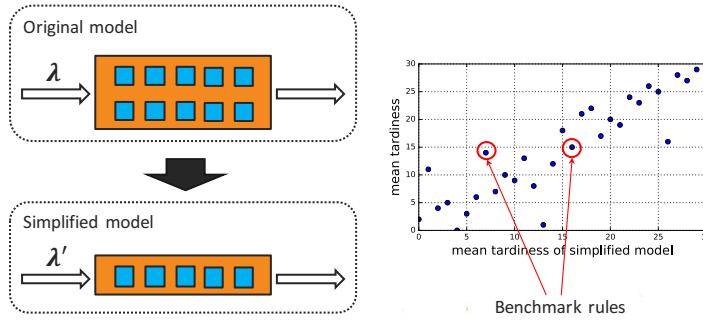 Original model
λ
Simplified model
λ'
mean tardiness
30
25
20
15
10
5
0
0 5 10 15 20 25
mean tardiness of simplified model
Benchmark rules